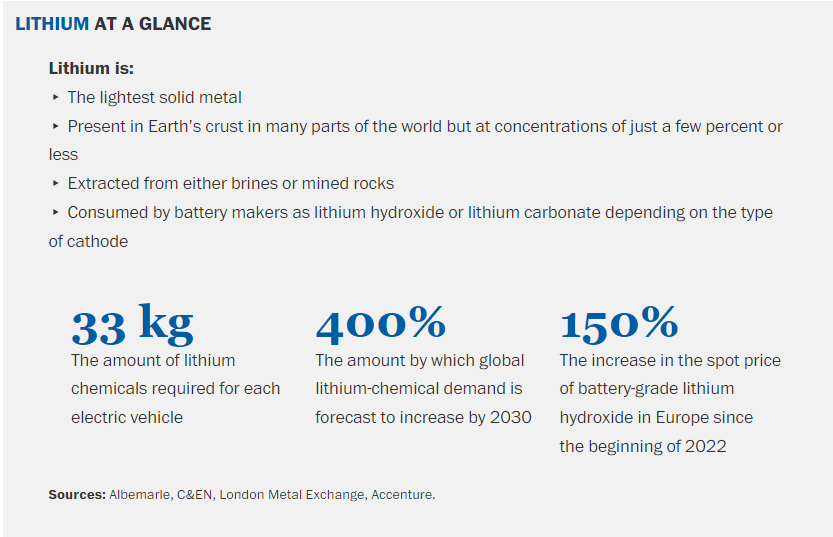 LITHIUM AT A GLANCE
Lithium is:
‣ The lightest solid metal
‣ Present in Earth's crust in many parts of the world but at concentrations of just a few percent or
less
‣ Extracted from either brines or mined rocks
‣ Consumed by battery makers as lithium hydroxide or lithium carbonate depending on the type
of cathode
33 kg
The amount of lithium
chemicals required for each
electric vehicle
400%
The amount by which global
lithium-chemical demand is
forecast to increase by 2030
150%
The increase in the spot price
of battery-grade lithium
hydroxide in Europe since
the beginning of 2022
Sources: Albemarle, C&EN, London Metal Exchange, Accenture.